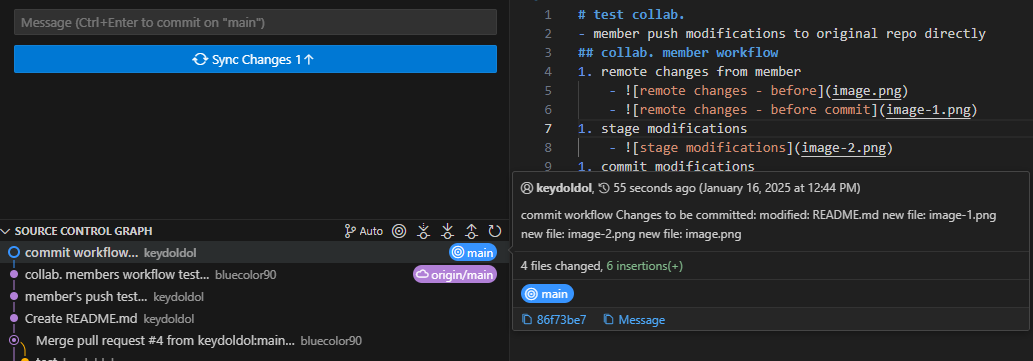 Message (Ctrl+Enter to commit on "main")
Sync Changes 1↑
SOURCE CONTROL GRAPH
Auto
commit workflow... keydoldol
main
collab. members workflow test... bluecolor90
origin/main
member's push test... keydoldol
Create README.md keydoldol
Merge pull request #4 from keydoldol:main... bluecolor90
1 # test collab.
2 - member push modifications to original repo directly
3 ## collab. member workflow
4 1. remote changes from member
5 - ![remote changes - before](image.png)
6 - ![remote changes - before commit](image-1.png)
7 1. stage modifications
8 - ![stage modifications](image-2.png)
9 1. commit modifications
keydoldol, 55 seconds ago (January 16, 2025 at 12:44 PM)
commit workflow Changes to be committed: modified: README.md new file: image-1.png
new file: image-2.png new file: image.png
4 files changed, 6 insertions(+)
main
86f73be7 Message